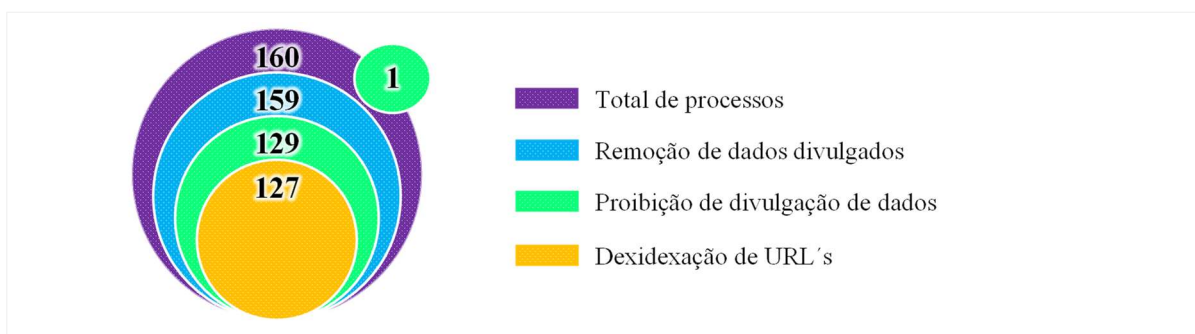 160
1
159
129
127
Total de processos
Remoção de dados divulgados
Proibição de divulgação de dados
Dexidexação de URL´s